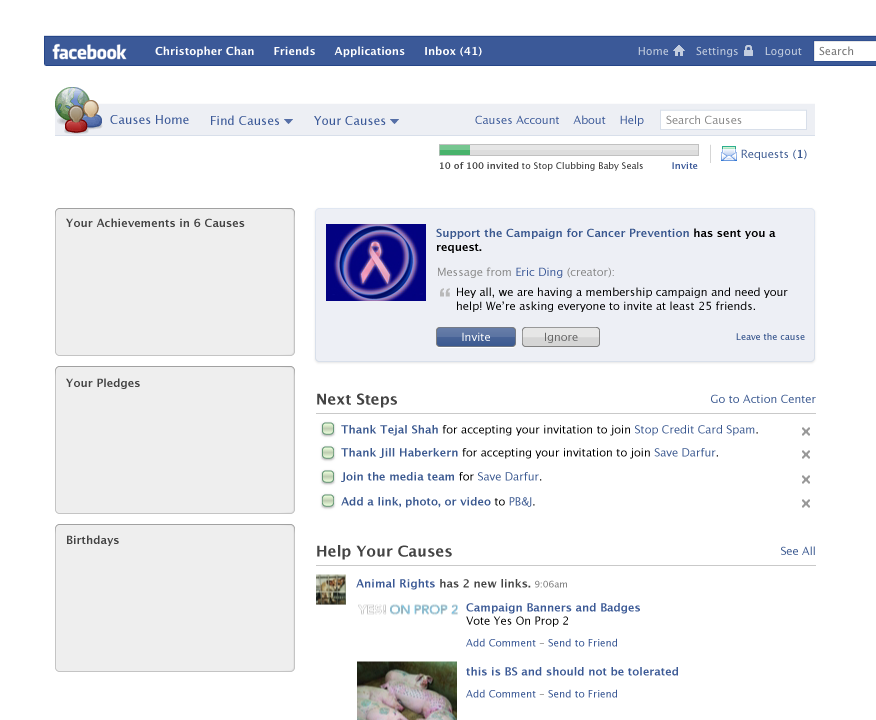 facebook Christopher Chan Friends Applications Inbox (41) Home Settings Logout Search
Causes Home Find Causes Your Causes Causes Account About Help Search Causes
10 of 100 invited to Stop Clubbing Baby Seals Invite
Requests (1)
Your Achievements in 6 Causes
Your Pledges
Birthdays
Support the Campaign for Cancer Prevention has sent you a
request.
Message from Eric Ding (creator):
“ Hey all, we are having a membership campaign and need your
help! We're asking everyone to invite at least 25 friends.
Invite Ignore Leave the cause
Next Steps Go to Action Center
Thank Tejal Shah for accepting your invitation to join Stop Credit Card Spam.
Thank Jill Haberkern for accepting your invitation to join Save Darfur.
Join the media team for Save Darfur.
Add a link, photo, or video to PB&J.
Help Your Causes See All
Animal Rights has 2 new links. 9:06am
YES! ON PROP 2
Campaign Banners and Badges
Vote Yes On Prop 2
Add Comment - Send to Friend
this is BS and should not be tolerated
Add Comment - Send to Friend